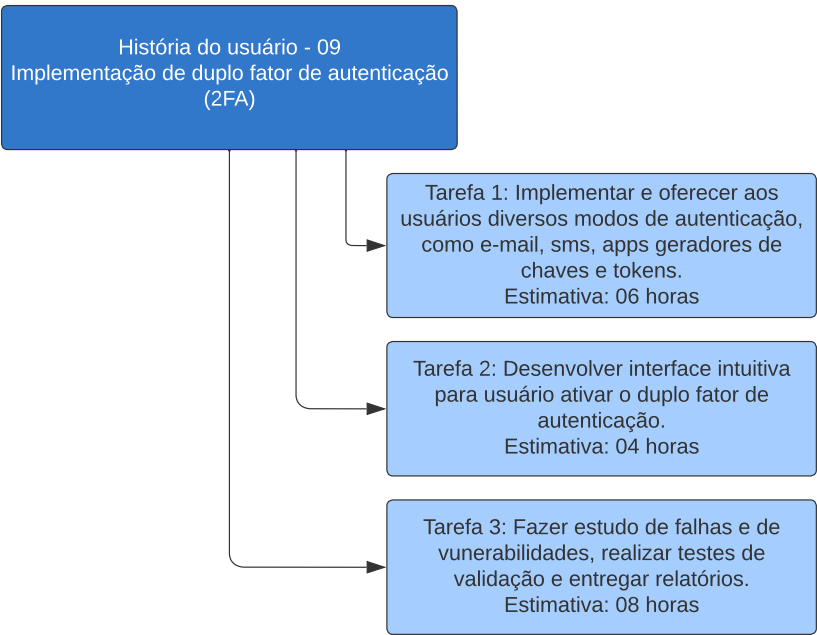 História do usuário - 09
Implementação de duplo fator de autenticação
(2FA)
Tarefa 1: Implementar e oferecer aos
usuários diversos modos de autenticação,
como e-mail, sms, apps geradores de
chaves e tokens.
Estimativa: 06 horas
Tarefa 2: Desenvolver interface intuitiva
para usuário ativar o duplo fator de
autenticação.
Estimativa: 04 horas
Tarefa 3: Fazer estudo de falhas e de
vunerabilidades, realizar testes de
validação e entregar relatórios.
Estimativa: 08 horas